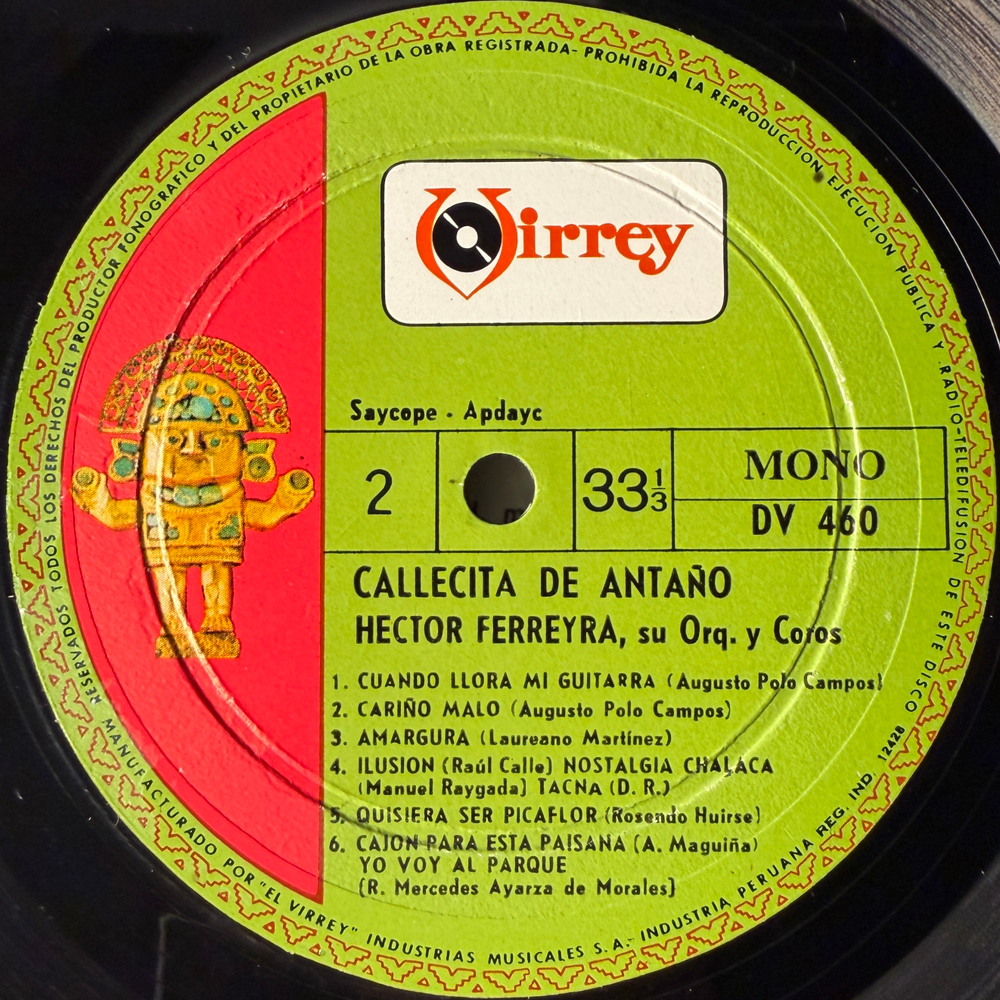 RESERVADOS TODOS LOS DERECHOS DEL PRODUCTOR FONOGRAFICO Y DEL PROPIETARIO DE LA OBRA REGISTRADA- PROHIBIDA LA REPRODUCCION EJECUCION PUBLICA Y RADIO-TELEDIFUSION DE ESTE DISCO
Virrey
Saycope - Apdayc
2
33 1/3
MONO
DV 460
CALLECITA DE ANTAÑO
HECTOR FERREYRA, su Orq. y Coros
1. CUANDO LLORA MI GUITARRA (Augusto Polo Campos)
2. CARIÑO MALO (Augusto Polo Campos)
3. AMARGURA (Laureano Martínez)
4. ILUSION (Raúl Calle) NOSTALGIA CHALACA
(Manuel Raygada) TACNA (D. R.)
5. QUISIERA SER PICAFLOR (Rosendo Huirse)
6. CAJON PARA ESTA PAISANA (A. Maguiña)
YO VOY AL PARQUE
(R. Mercedes Ayarza de Morales)
MANUFACTURADO POR "EL VIRREY" INDUSTRIAS MUSICALES S.A.- INDUSTRIA PERUANA REG. IND. 12428